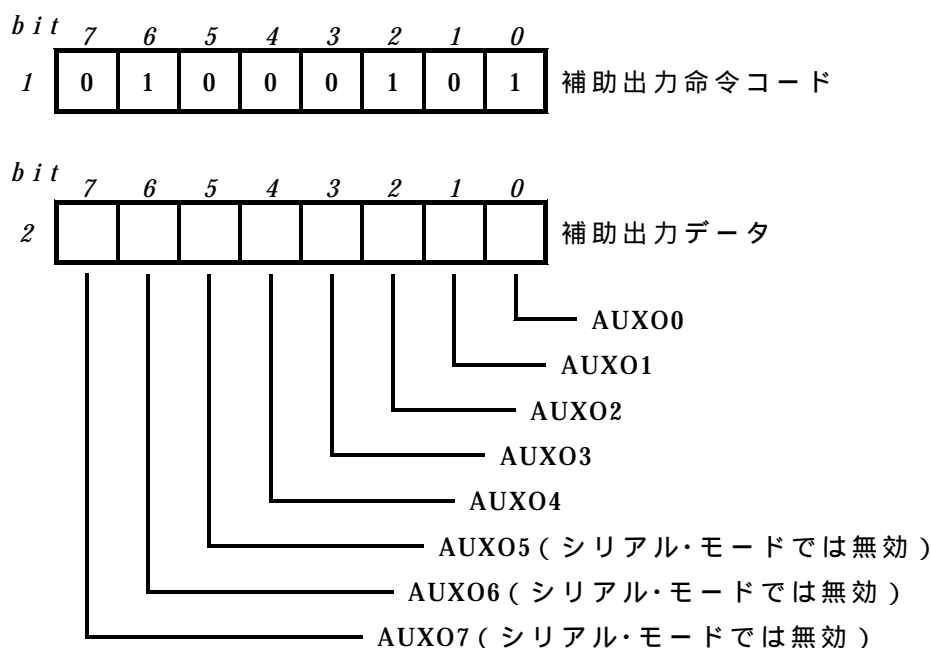 bit 7 6 5 4 3 2 1 0
1 0 1 0 0 0 1 0 1 補助出力命令コード
bit 7 6 5 4 3 2 1 0
2 補助出力データ
AUXO0
AUXO1
AUXO2
AUXO3
AUXO4
AUXO5(シリアル・モードでは無効)
AUXO6(シリアル・モードでは無効)
AUXO7(シリアル・モードでは無効)